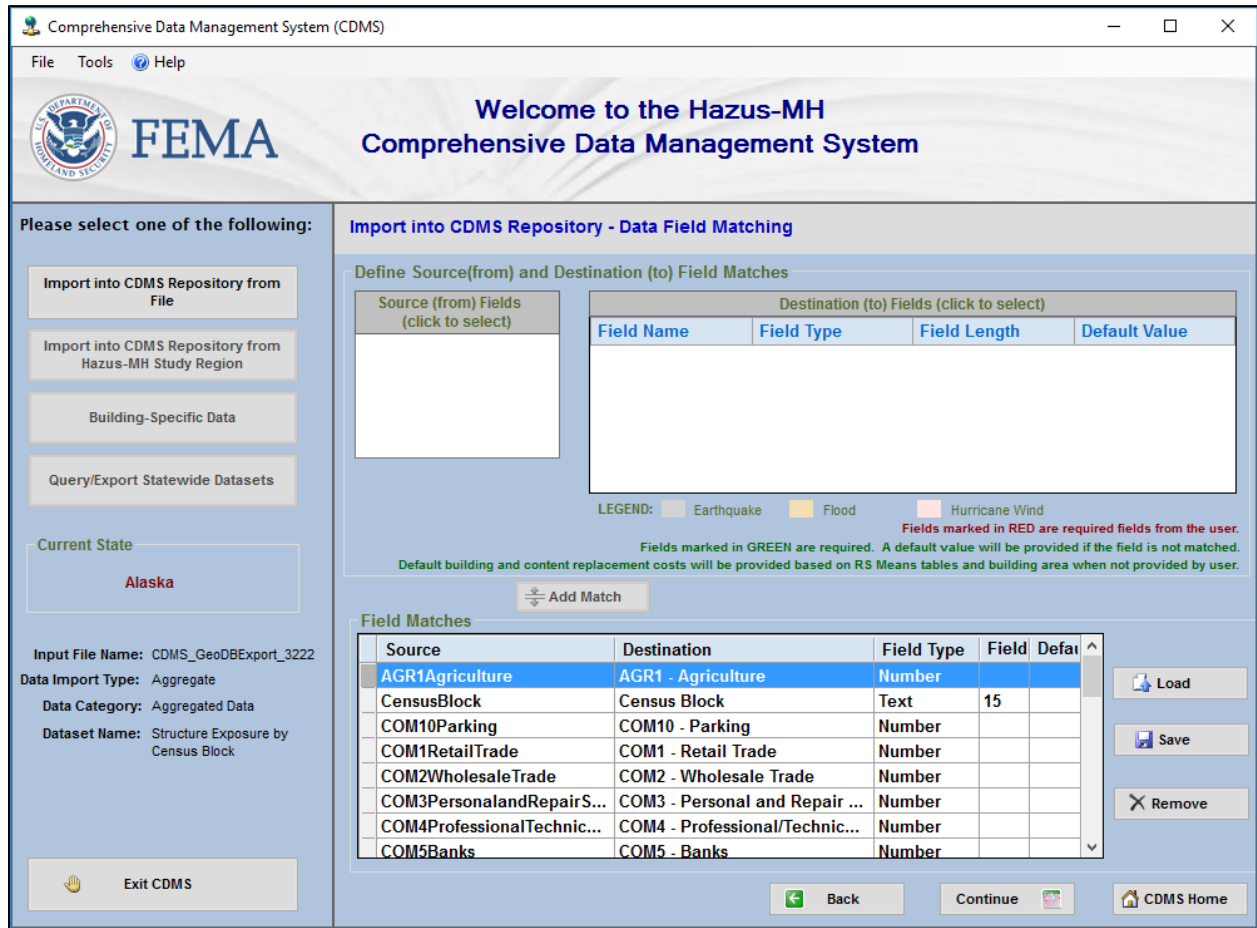 Comprehensive Data Management System (CDMS)
File Tools Help
FEMA
U.S. DEPARTMENT OF HOMELAND SECURITY
Welcome to the Hazus-MH
Comprehensive Data Management System
Please select one of the following:
Import into CDMS Repository from
File
Import into CDMS Repository from
Hazus-MH Study Region
Building-Specific Data
Query/Export Statewide Datasets
Current State
Alaska
Input File Name: CDMS_GeoDBExport_3222
Data Import Type: Aggregate
Data Category: Aggregated Data
Dataset Name: Structure Exposure by
Census Block
Exit CDMS
Import into CDMS Repository - Data Field Matching
Define Source(from) and Destination (to) Field Matches
Source (from) Fields
(click to select)
Destination (to) Fields (click to select)
Field Name Field Type Field Length Default Value
LEGEND: Earthquake Flood Hurricane Wind
Fields marked in RED are required fields from the user.
Fields marked in GREEN are required. A default value will be provided if the field is not matched.
Default building and content replacement costs will be provided based on RS Means tables and building area when not provided by user.
Add Match
Field Matches
Source Destination Field Type Field Defau
AGR1Agriculture AGR1 - Agriculture Number
CensusBlock Census Block Text 15
COM10Parking COM10 - Parking Number
COM1RetailTrade COM1 - Retail Trade Number
COM2WholesaleTrade COM2 - Wholesale Trade Number
COM3PersonalandRepairS... COM3 - Personal and Repair ... Number
COM4ProfessionalTechnic... COM4 - Professional/Technic... Number
COM5Banks COM5 - Banks Number
Load
Save
Remove
Back Continue CDMS Home